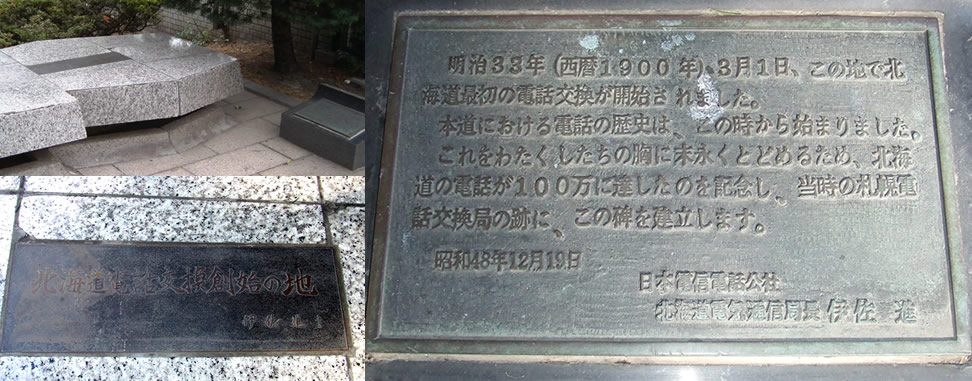 北海道電話交換創始の地
伊佐進書
明治33年(西暦1900年)、3月1日、この地で北
海道最初の電話交換が開始されました。
本道における電話の歴史は、この時から始まりました。
これをわたくしたちの胸に末永くとどめるため、北海
道の電話が100万に達したのを記念し、当時の札幌電
話交換局の跡に、この碑を建立します。
昭和48年12月19日
日本電信電話公社
北海道電気通信局長 伊佐 進